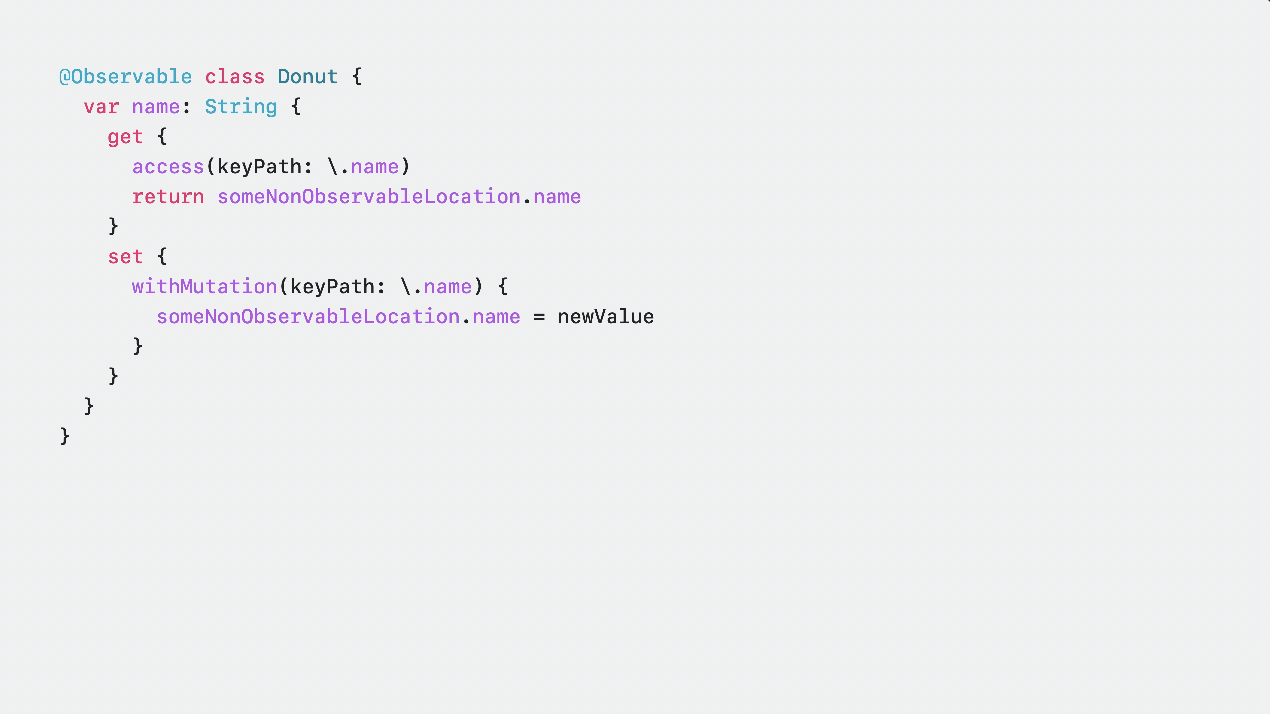 @Observable class Donut {
  var name: String {
    get {
      access(keyPath: \.name)
      return someNonObservableLocation.name
    }
    set {
      withMutation(keyPath: \.name) {
        someNonObservableLocation.name = newValue
      }
    }
  }
}